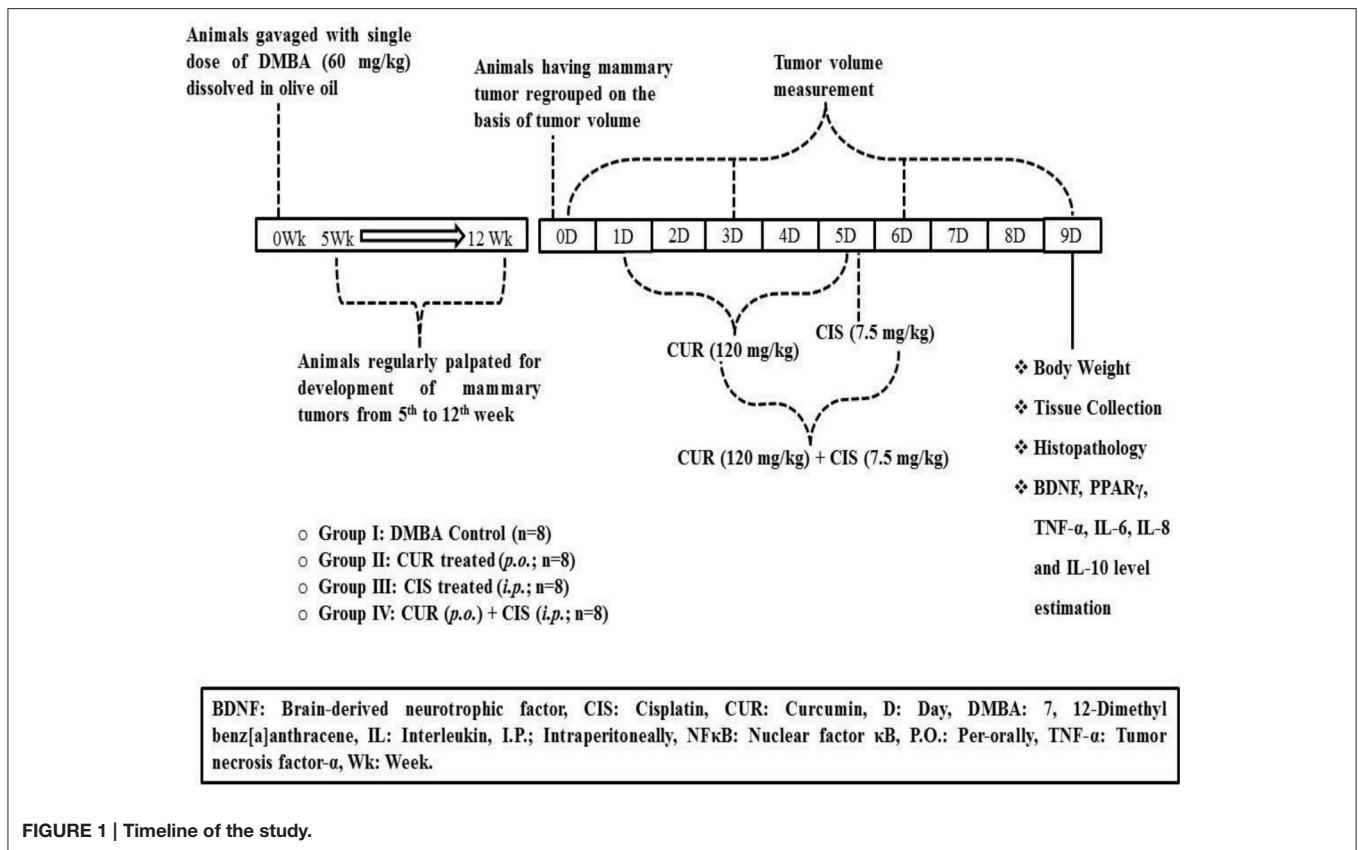 Animals gavaged with single
dose of DMBA (60 mg/kg)
dissolved in olive oil
Animals having mammary
tumor regrouped on the
basis of tumor volume
Tumor volume
measurement
0Wk 5Wk 12 Wk
0D 1D 2D 3D 4D 5D 6D 7D 8D 9D
Animals regularly palpated for
development of mammary
tumors from 5th to 12th week
CUR (120 mg/kg)
CIS (7.5 mg/kg)
CUR (120 mg/kg) + CIS (7.5 mg/kg)
❖ Body Weight
❖ Tissue Collection
❖ Histopathology
❖ BDNF, PPARγ,
TNF-α, IL-6, IL-8
and IL-10 level
estimation
○ Group I: DMBA Control (n=8)
○ Group II: CUR treated (p.o.; n=8)
○ Group III: CIS treated (i.p.; n=8)
○ Group IV: CUR (p.o.) + CIS (i.p.; n=8)
BDNF: Brain-derived neurotrophic factor, CIS: Cisplatin, CUR: Curcumin, D: Day, DMBA: 7, 12-Dimethyl
benz[a]anthracene, IL: Interleukin, I.P.; Intraperitoneally, NFκB: Nuclear factor κB, P.O.: Per-orally, TNF-α: Tumor
necrosis factor-α, Wk: Week.
FIGURE 1 | Timeline of the study.